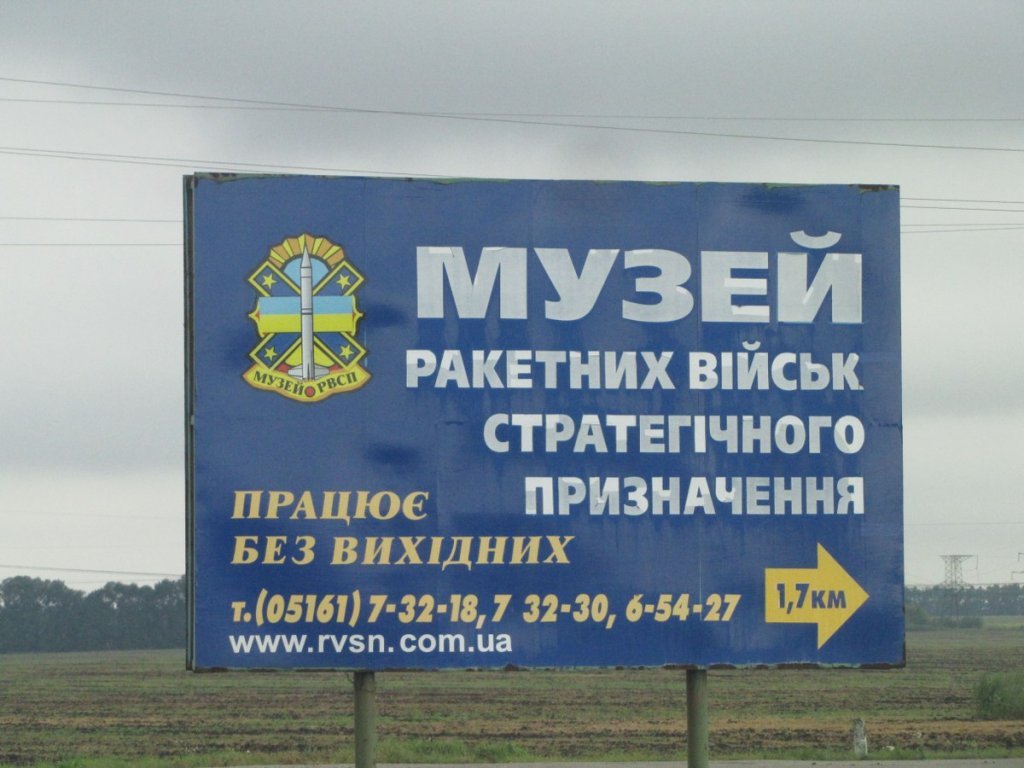 МУЗЕЙ
РАКЕТНИХ ВІЙСЬК
СТРАТЕГІЧНОГО
ПРИЗНАЧЕННЯ
МУЗЕЙ РВСП
ПРАЦЮЄ
БЕЗ ВИХІДНИХ
т.(05161) 7-32-18, 7 32-30, 6-54-27
www.rvsn.com.ua
1,7км